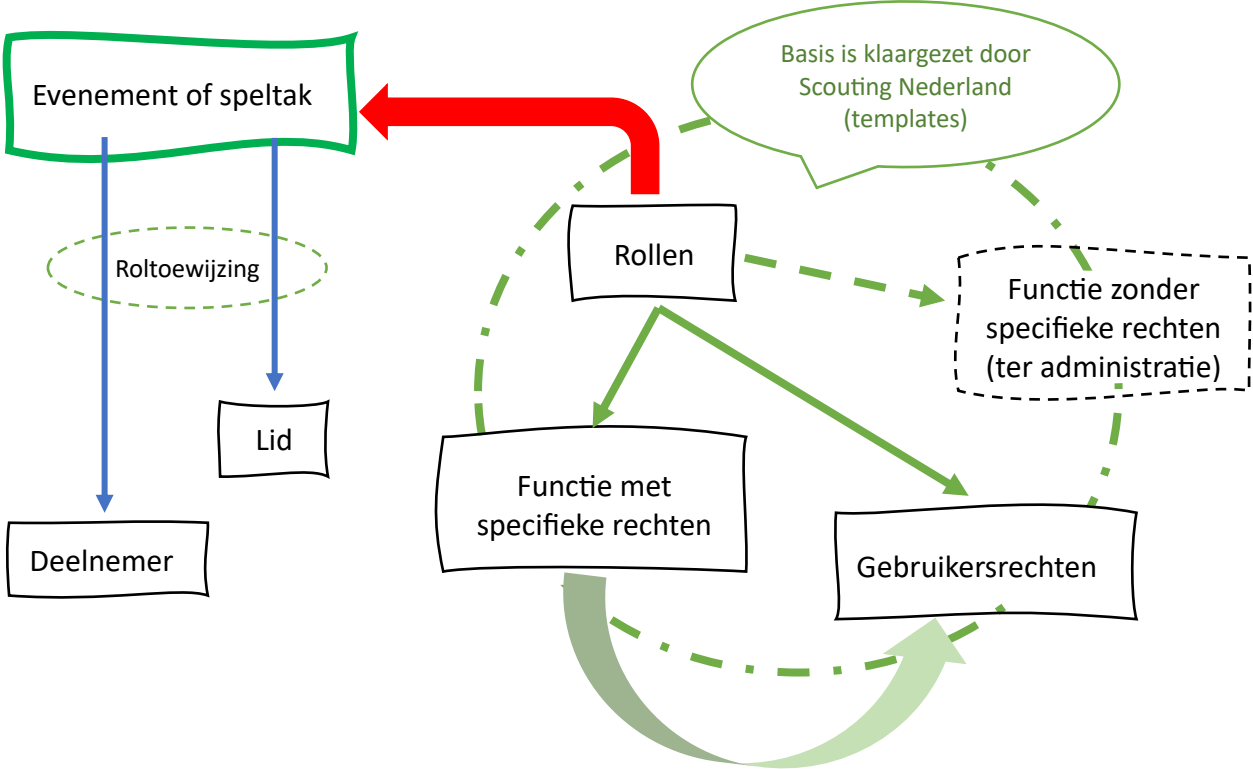 Evenement of speltak
Basis is klaargezet door
Scouting Nederland
(templates)
Rollen
Roltoewijzing
Functie zonder
specifieke rechten
(ter administratie)
Lid
Functie met
specifieke rechten
Deelnemer
Gebruikersrechten